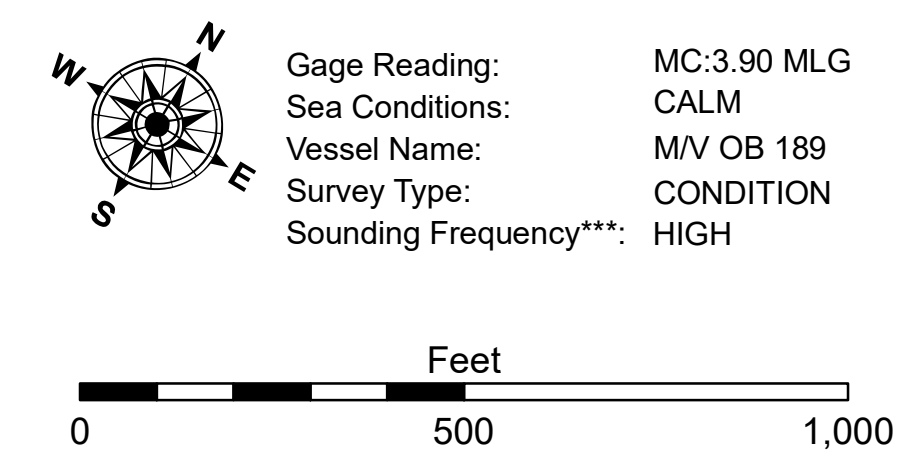 N
W
E
S
Gage Reading: MC:3.90 MLG
Sea Conditions: CALM
Vessel Name: M/V OB 189
Survey Type: CONDITION
Sounding Frequency***: HIGH
Feet
0 500 1,000